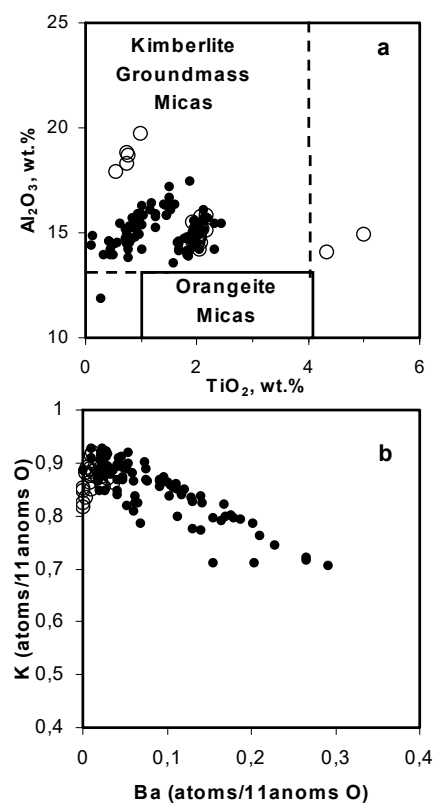 25
Kimberlite
Groundmass
Micas
a
20
Al2O3, wt.%
15
Orangeite
Micas
10
0
2
4
6
TiO2, wt.%
1
b
0,9
0,8
0,7
K (atoms/11anoms O)
0,6
0,5
0,4
0
0,1
0,2
0,3
0,4
Ba (atoms/11anoms O)